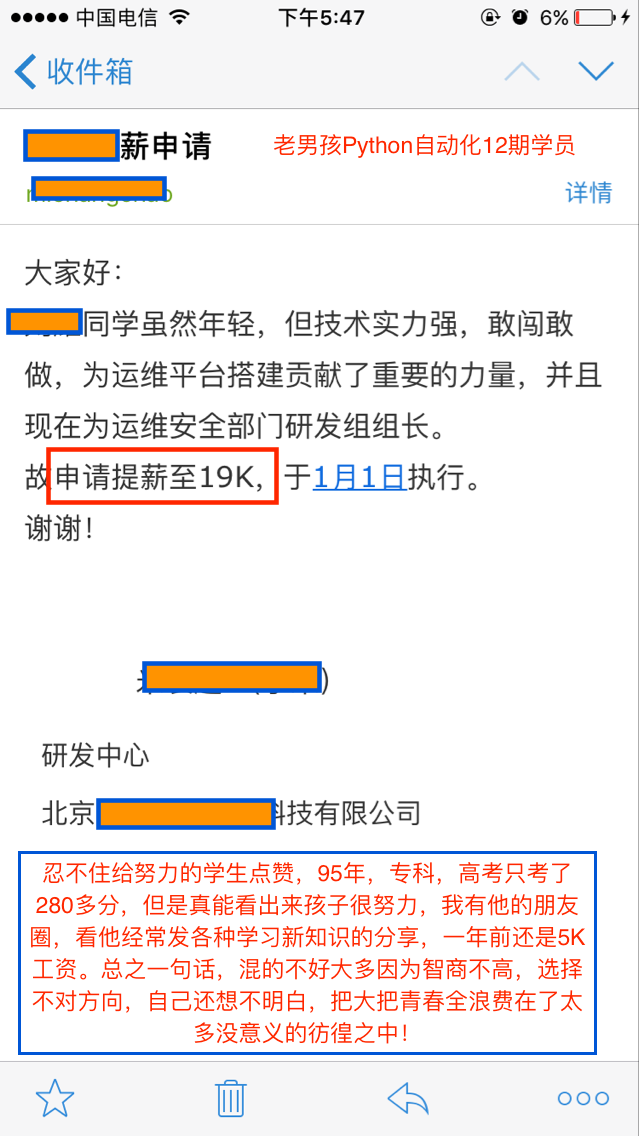 中国电信
下午5:47
6%
收件箱
薪申请
老男孩Python自动化12期学员
详情
大家好：
同学虽然年轻，但技术实力强，敢闯敢
做，为运维平台搭建贡献了重要的力量，并且
现在为运维安全部门研发组组长。
故申请提薪至19K，于1月1日执行。
谢谢！
)
研发中心
北京
科技有限公司
忍不住给努力的学生点赞，95年，专科，高考只考了
280多分，但是真能看出来孩子很努力，我有他的朋友
圈，看他经常发各种学习新知识的分享，一年前还是5K
工资。总之一句话，混的不好大多因为智商不高，选择
不对方向，自己还想不明白，把大把青春全浪费在了太
多没意义的彷徨之中！